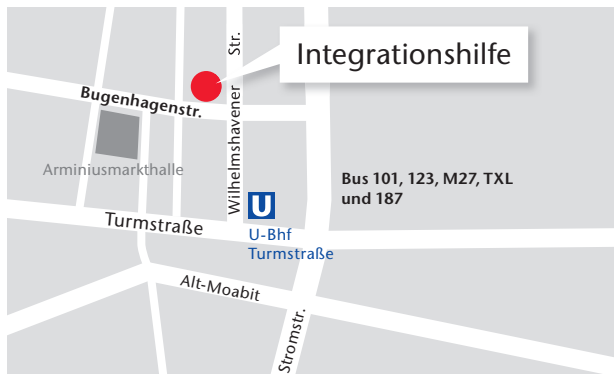 Integrationshilfe
Wilhelmshavener Str.
Bugenhagenstr.
Arminiusmarkthalle
Bus 101, 123, M27, TXL
und 187
U
Turmstraße
U-Bhf
Turmstraße
Alt-Moabit
Stromstr.